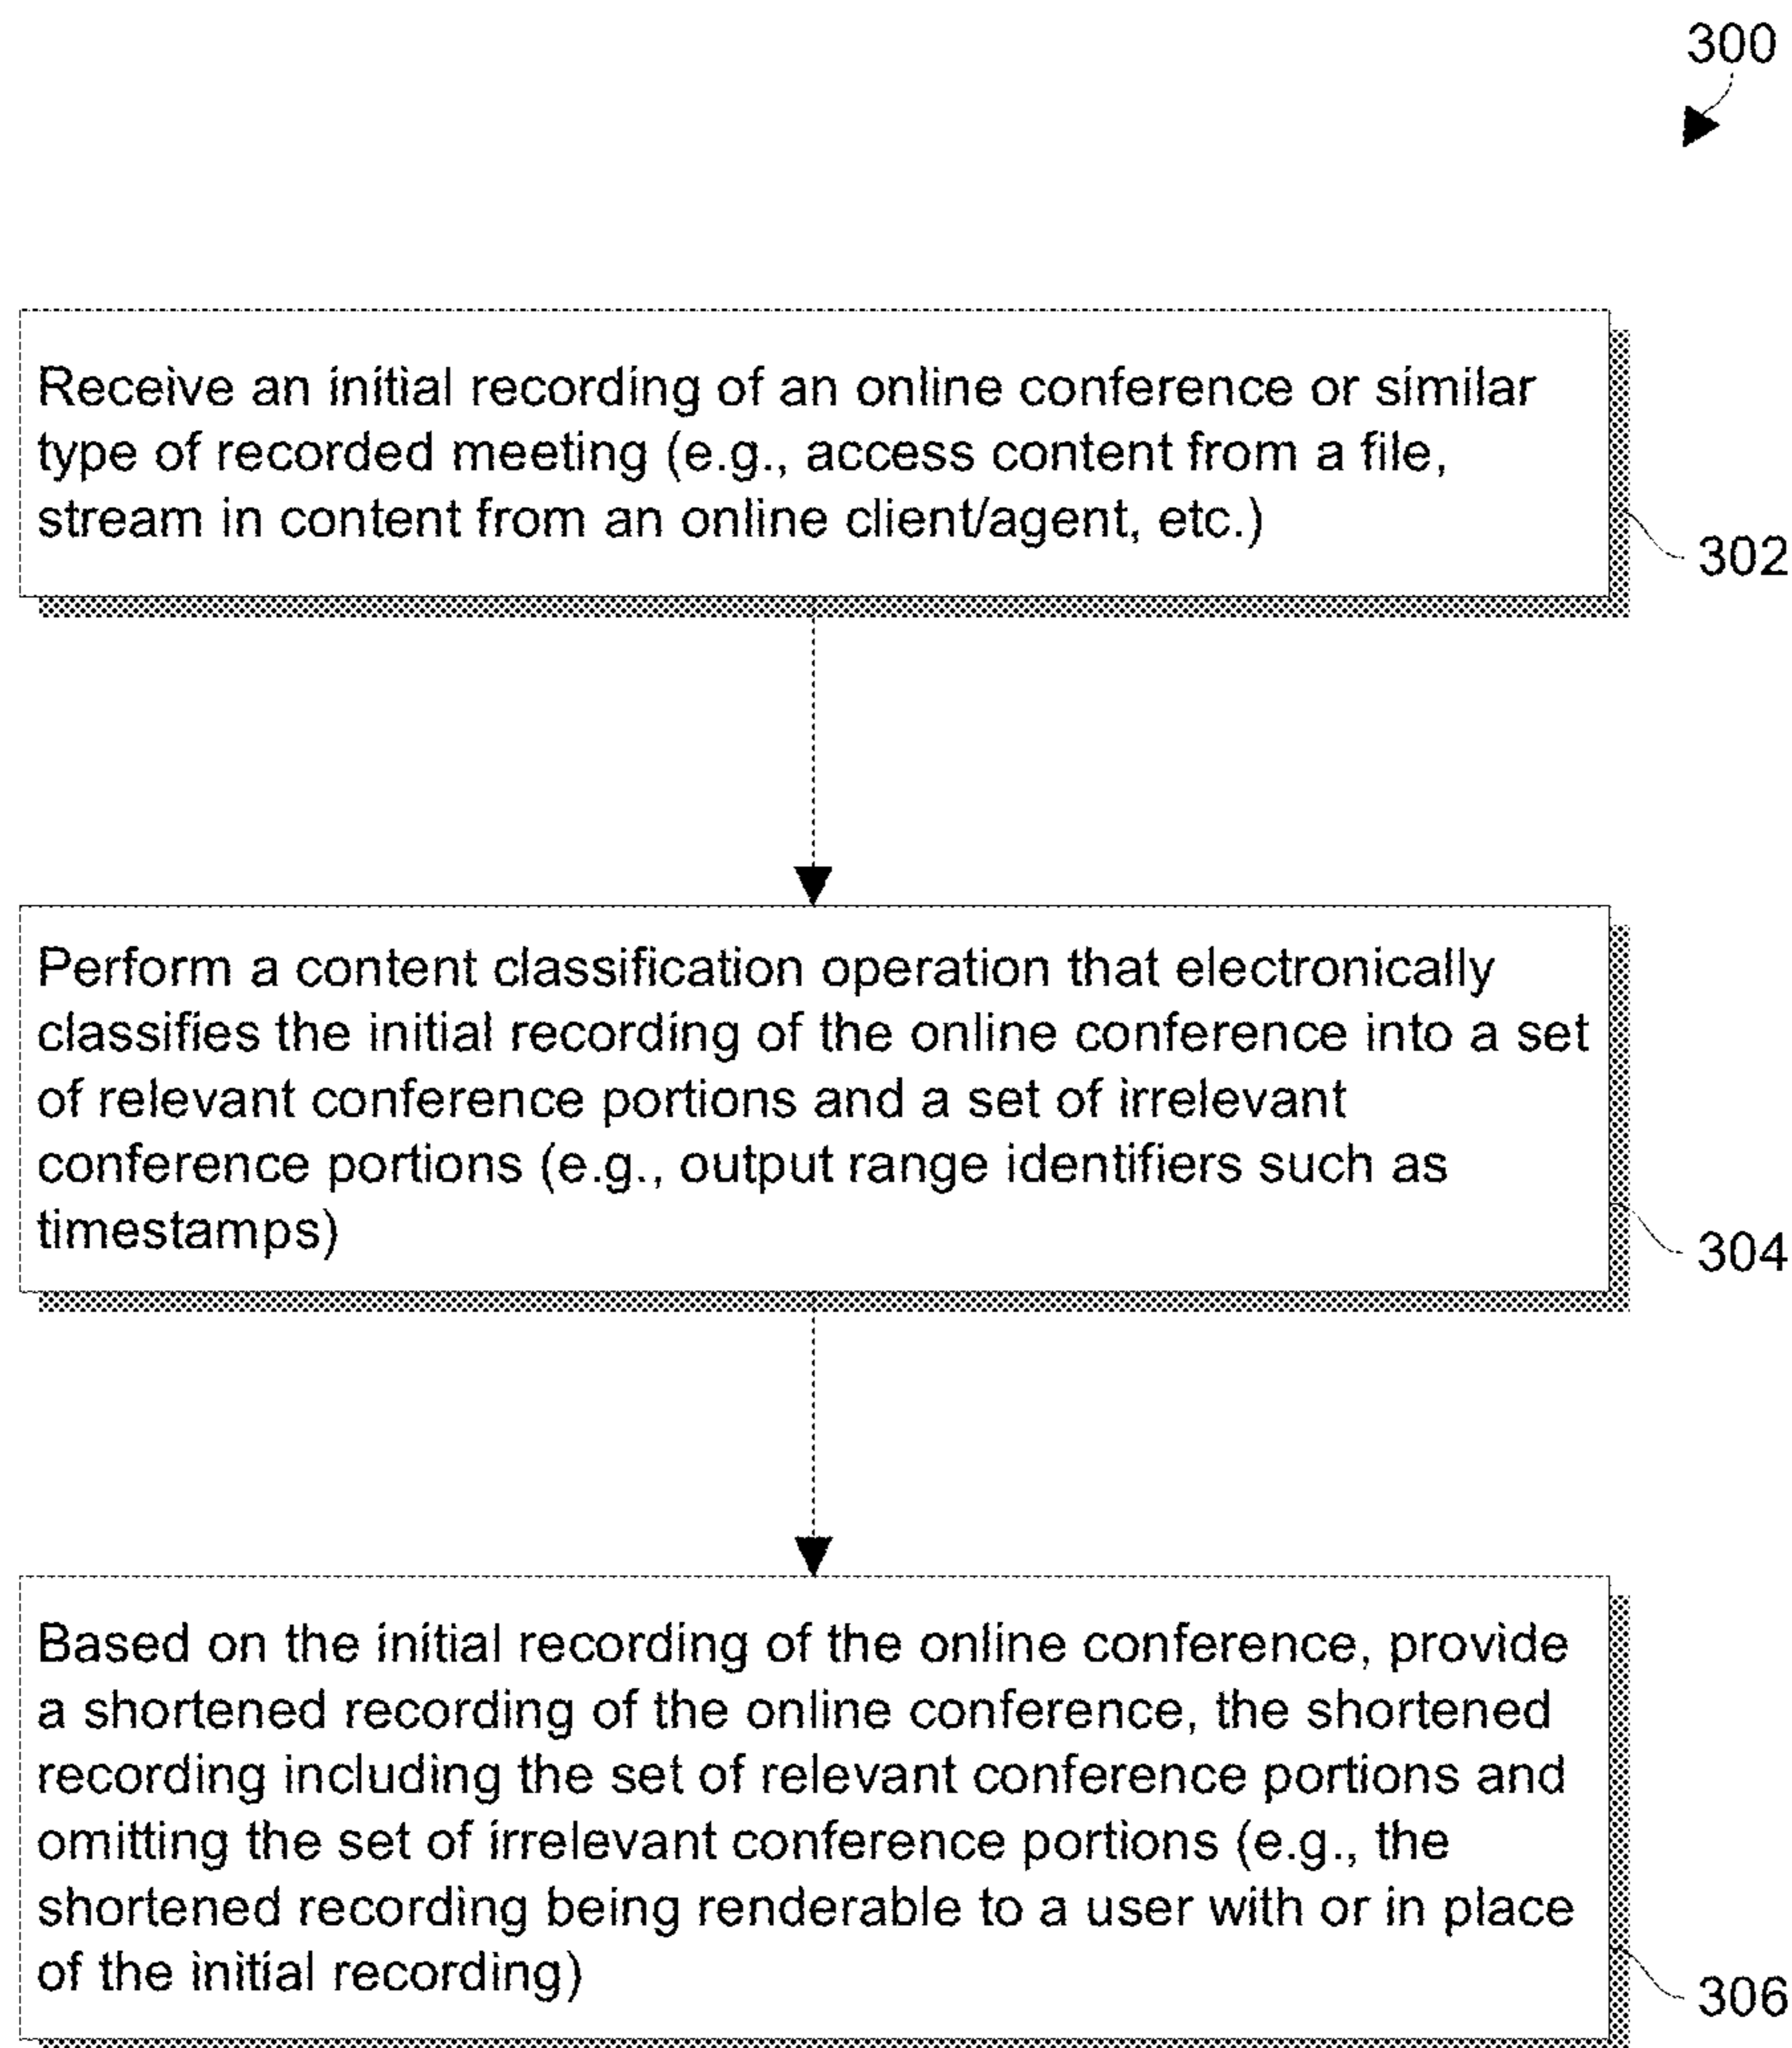 300
Receive an initial recording of an online conference or similar
type of recorded meeting (e.g., access content from a file,
stream in content from an online client/agent, etc.)
302
Perform a content classification operation that electronically
classifies the initial recording of the online conference into a set
of relevant conference portions and a set of irrelevant
conference portions (e.g., output range identifiers such as
timestamps)
304
Based on the initial recording of the online conference, provide
a shortened recording of the online conference, the shortened
recording including the set of relevant conference portions and
omitting the set of irrelevant conference portions (e.g., the
shortened recording being renderable to a user with or in place
of the initial recording)
306